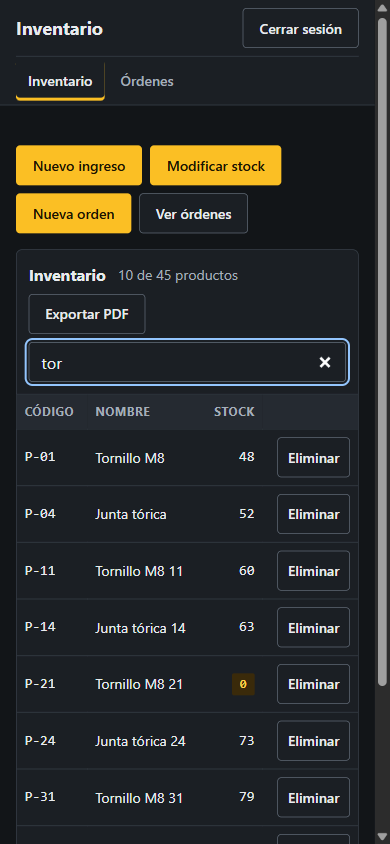 Inventario Cerrar sesión
Inventario Órdenes
Nuevo ingreso Modificar stock
Nueva orden Ver órdenes
Inventario 10 de 45 productos
Exportar PDF
tor ×
CÓDIGO NOMBRE STOCK
P-01 Tornillo M8 48 Eliminar
P-04 Junta tórica 52 Eliminar
P-11 Tornillo M8 11 60 Eliminar
P-14 Junta tórica 14 63 Eliminar
P-21 Tornillo M8 21 0 Eliminar
P-24 Junta tórica 24 73 Eliminar
P-31 Tornillo M8 31 79 Eliminar